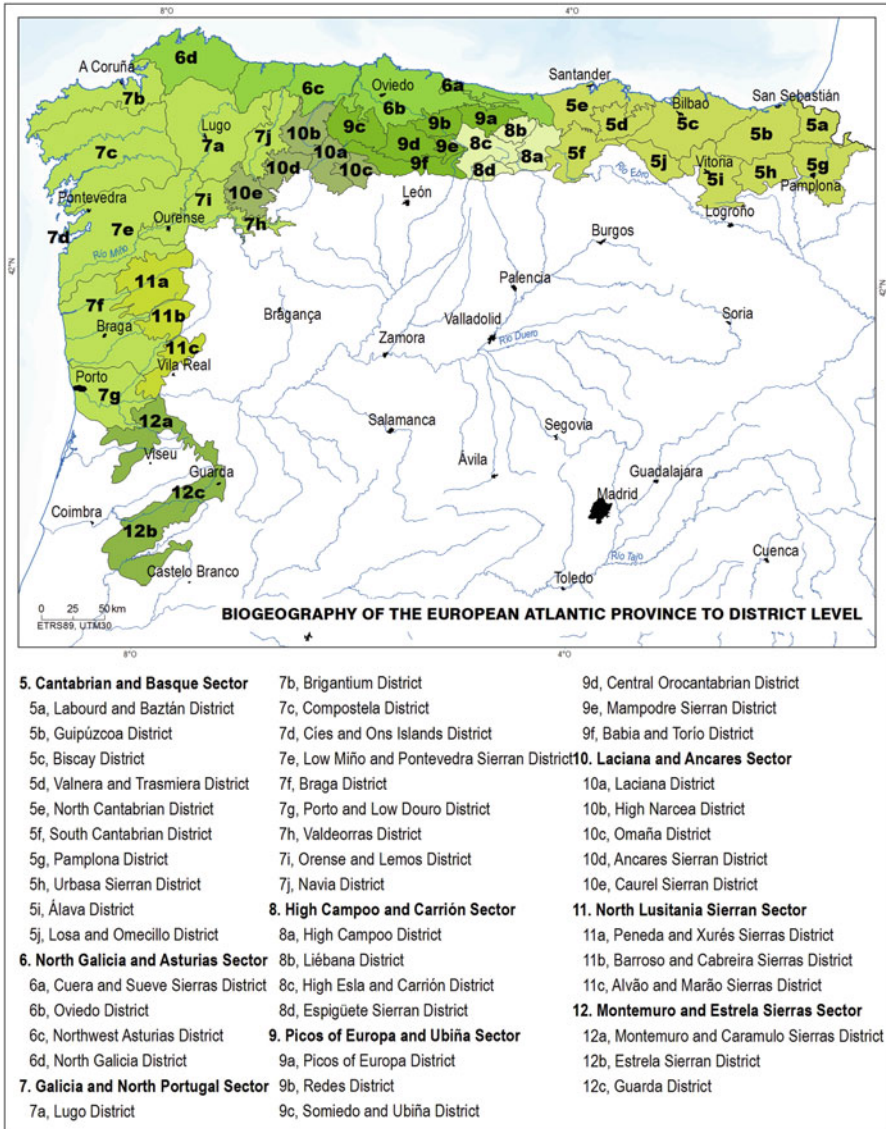 8°O
4°O
6d
A Coruña
7b
6c
Oviedo
6a
6b
Santander
5e
Bilbao
San Sebastián
5d
5c
5b
5a
Lugo
7a
7j
10b
9c
9b
9a
8b
7c
10a
9d
9e
8c
8a
5f
10d
9f
8d
5j
Vitoria
5i
5h
5g
Pamplona
10c
10e
León
Río Ebro
Logroño
Pontevedra
7i
7h
7d
7e
Ourense
Burgos
42°N
Río Miño
42°N
11a
Palencia
7f
11b
Bragança
Valladolid
Soria
Braga
Zamora
Río Duero
11c
Vila Real
Porto
7g
12a
Salamanca
Segovia
Viseu
Ávila
Guadalajara
Guarda
12c
Madrid
Coimbra
12b
Río Tajo
Cuenca
Castelo Branco
Toledo
0 25 50 km
ETRS89, UTM30
BIOGEOGRAPHY OF THE EUROPEAN ATLANTIC PROVINCE TO DISTRICT LEVEL
8°O
4°O
5. Cantabrian and Basque Sector
5a, Labourd and Baztán District
5b, Guipúzcoa District
5c, Biscay District
5d, Valnera and Trasmiera District
5e, North Cantabrian District
5f, South Cantabrian District
5g, Pamplona District
5h, Urbasa Sierran District
5i, Álava District
5j, Losa and Omecillo District
6. North Galicia and Asturias Sector
6a, Cuera and Sueve Sierras District
6b, Oviedo District
6c, Northwest Asturias District
6d, North Galicia District
7. Galicia and North Portugal Sector
7a, Lugo District
7b, Brigantium District
7c, Compostela District
7d, Cíes and Ons Islands District
7e, Low Miño and Pontevedra Sierran District
7f, Braga District
7g, Porto and Low Douro District
7h, Valdeorras District
7i, Orense and Lemos District
7j, Navia District
8. High Campoo and Carrión Sector
8a, High Campoo District
8b, Liébana District
8c, High Esla and Carrión District
8d, Espigüete Sierran District
9. Picos of Europa and Ubiña Sector
9a, Picos of Europa District
9b, Redes District
9c, Somiedo and Ubiña District
9d, Central Orocantabrian District
9e, Mampodre Sierran District
9f, Babia and Torío District
10. Laciana and Ancares Sector
10a, Laciana District
10b, High Narcea District
10c, Omaña District
10d, Ancares Sierran District
10e, Caurel Sierran District
11. North Lusitania Sierran Sector
11a, Peneda and Xurés Sierras District
11b, Barroso and Cabreira Sierras District
11c, Alvão and Marão Sierras District
12. Montemuro and Estrela Sierras Sector
12a, Montemuro and Caramulo Sierras District
12b, Estrela Sierran District
12c, Guarda District